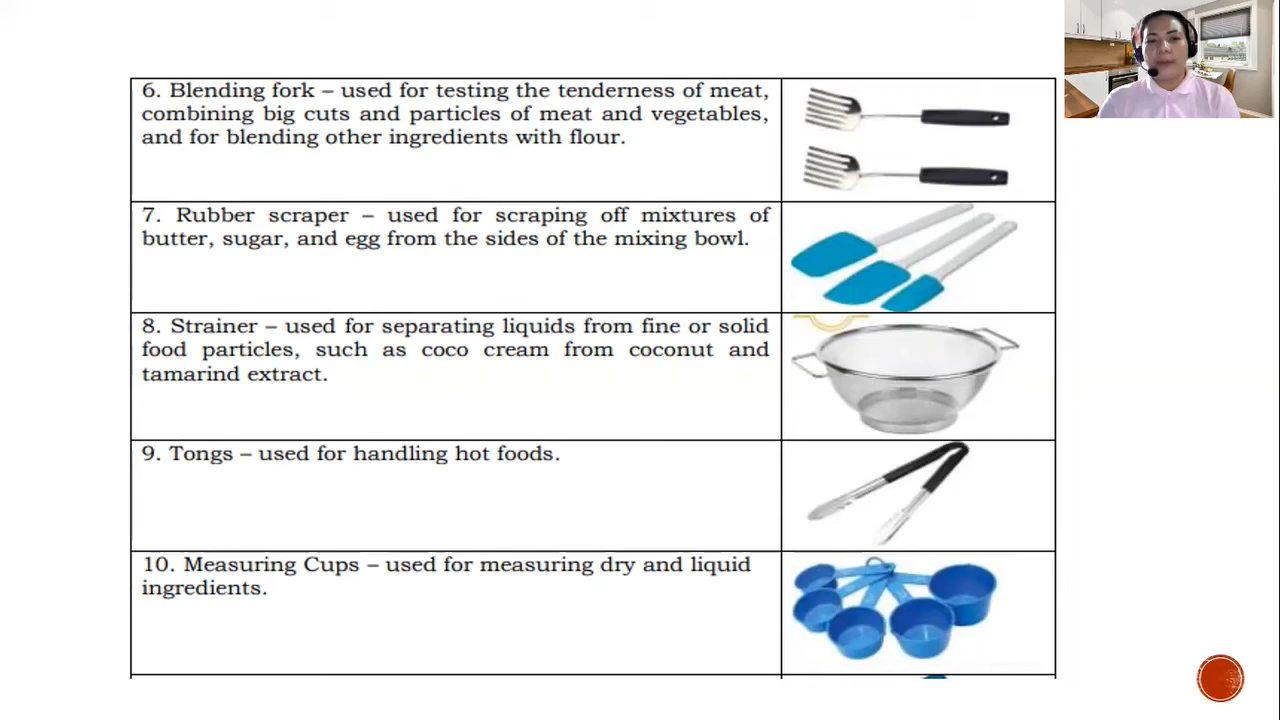 6. Blending fork – used for testing the tenderness of meat,
combining big cuts and particles of meat and vegetables,
and for blending other ingredients with flour.
7. Rubber scraper – used for scraping off mixtures of
butter, sugar, and egg from the sides of the mixing bowl.
8. Strainer – used for separating liquids from fine or solid
food particles, such as coco cream from coconut and
tamarind extract.
9. Tongs – used for handling hot foods.
10. Measuring Cups – used for measuring dry and liquid
ingredients.